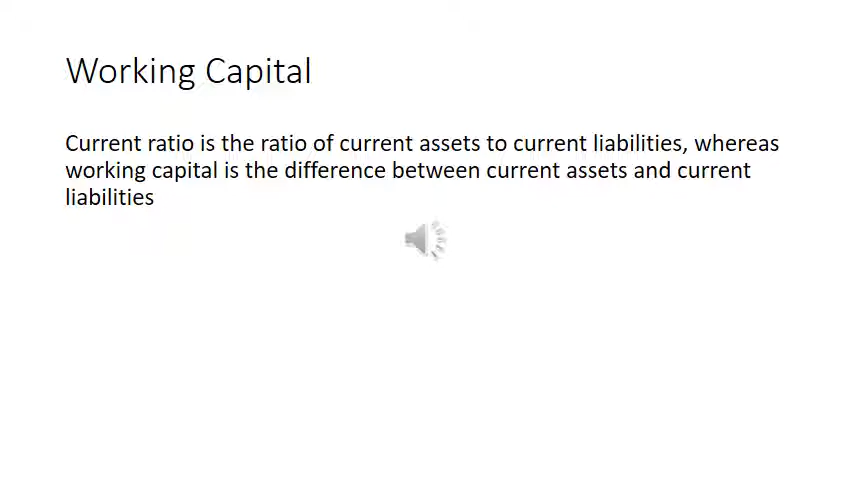 Working Capital
Current ratio is the ratio of current assets to current liabilities, whereas
working capital is the difference between current assets and current
liabilities